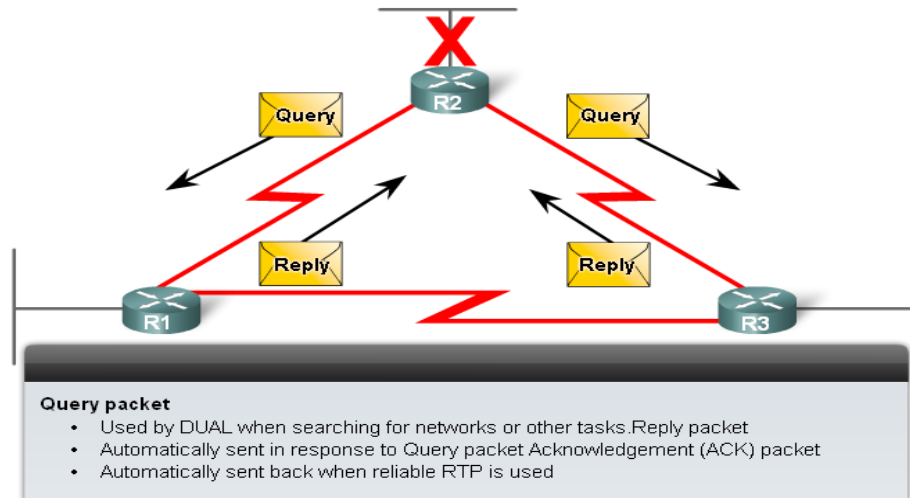 R2
Query
Query
Reply
Reply
R1
R3
Query packet
• Used by DUAL when searching for networks or other tasks.Reply packet
• Automatically sent in response to Query packet Acknowledgement (ACK) packet
• Automatically sent back when reliable RTP is used